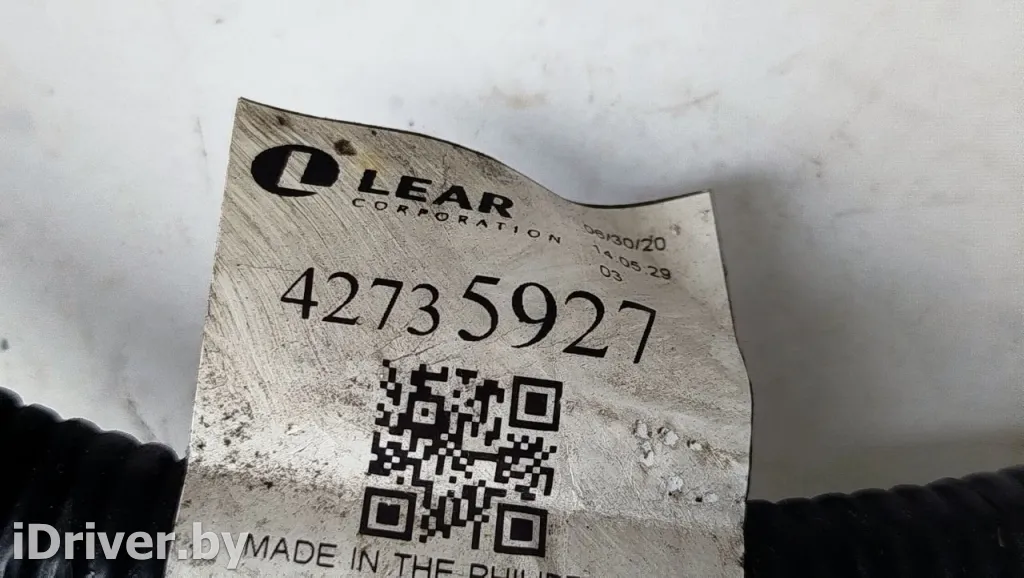 LEAR
CORPORATION
06/30/20
14.05.29
03
42735927
MADE IN THE
iDriver.by